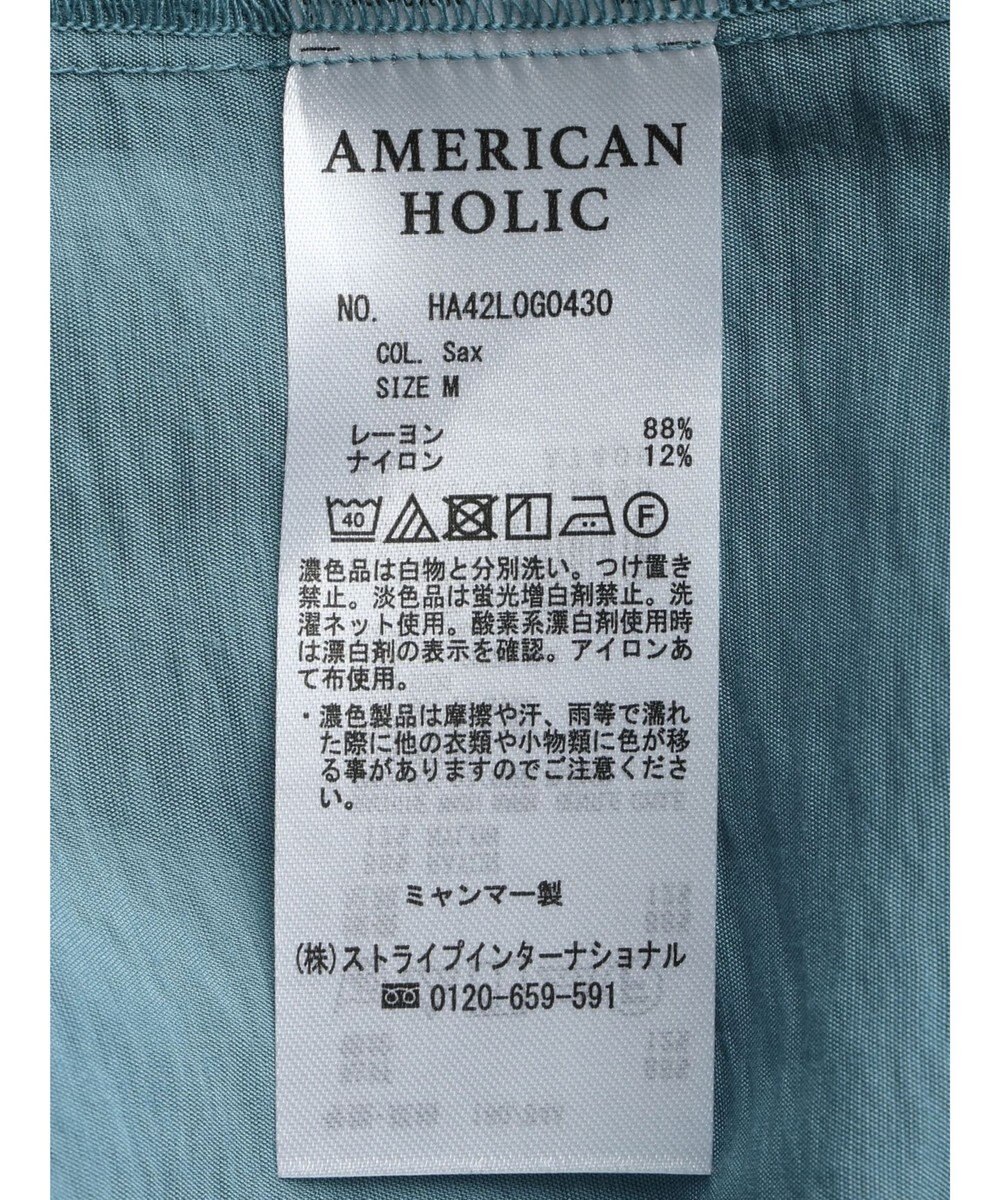 AMERICAN
HOLIC
NO. HA42L0G0430
COL. Sax
SIZE M
レーヨン 88%
ナイロン 12%
40 F
濃色品は白物と分別洗い。つけ置き
禁止。淡色品は蛍光増白剤禁止。洗
濯ネット使用。酸素系漂白剤使用時
は漂白剤の表示を確認。アイロンあ
て布使用。
・濃色製品は摩擦や汗、雨等で濡れ
た際に他の衣類や小物類に色が移
る事がありますのでご注意くださ
い。
ミャンマー製
(株)ストライプインターナショナル
0120-659-591